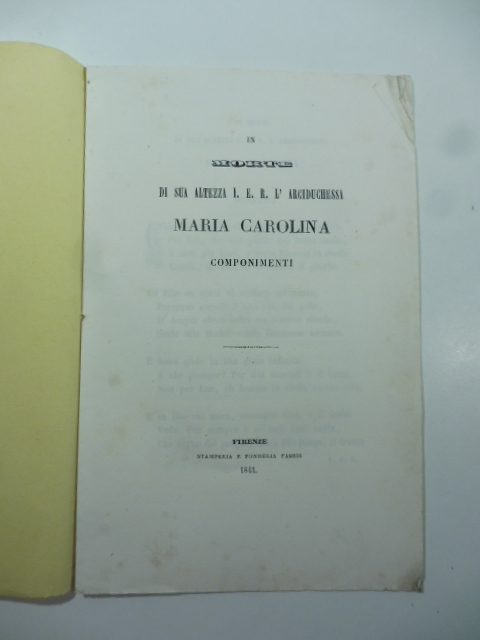 IN
MORTE
DI SUA ALTEZZA I. E. R. L' ARCIDUCHESSA
MARIA CAROLINA
COMPONIMENTI
FIRENZE
STAMPERIA E FONDERIA FABRIS
1841.